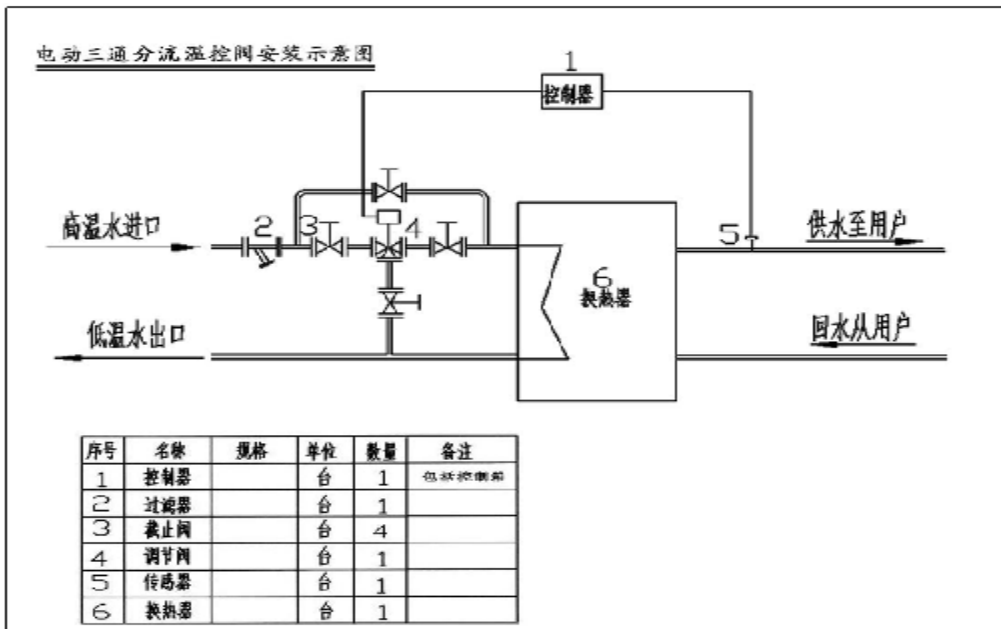 电动三通分流温控阀安装示意图
1
控制器
高温水进口
2
3
4
5
供水至用户
6
换热器
低温水出口
回水从用户
序号 名称 规格 单位 数量 备注
1 控制器 台 1 包括控制箱
2 过滤器 台 1
3 截止阀 台 4
4 调节阀 台 1
5 传感器 台 1
6 换热器 台 1